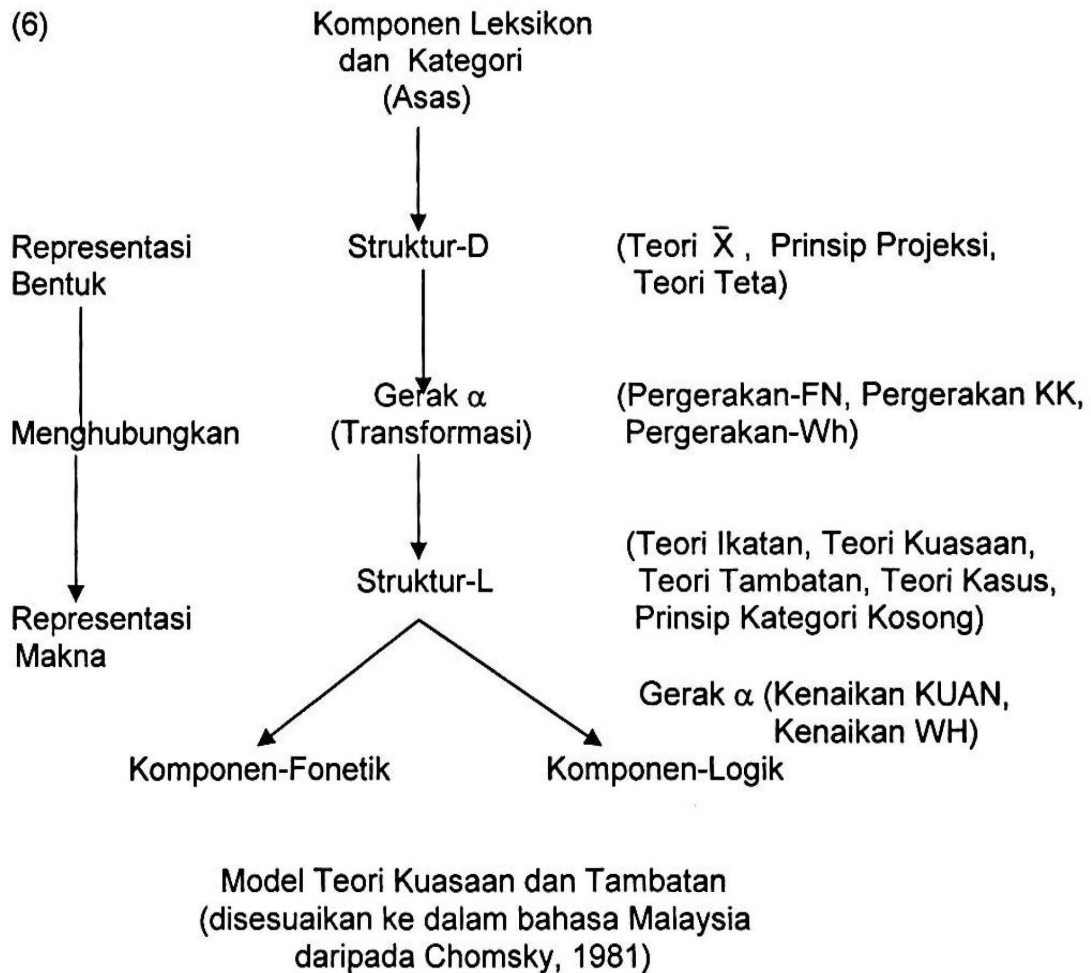 (6) Komponen Leksikon
dan Kategori
(Asas)
Representasi
Bentuk
Struktur-D
(Teori X̄ , Prinsip Projeksi,
Teori Teta)
Menghubungkan
Gerak α
(Transformasi)
(Pergerakan-FN, Pergerakan KK,
Pergerakan-Wh)
Representasi
Makna
Struktur-L
(Teori Ikatan, Teori Kuasaan,
Teori Tambatan, Teori Kasus,
Prinsip Kategori Kosong)
Gerak α (Kenaikan KUAN,
Kenaikan WH)
Komponen-Fonetik
Komponen-Logik
Model Teori Kuasaan dan Tambatan
(disesuaikan ke dalam bahasa Malaysia
daripada Chomsky, 1981)